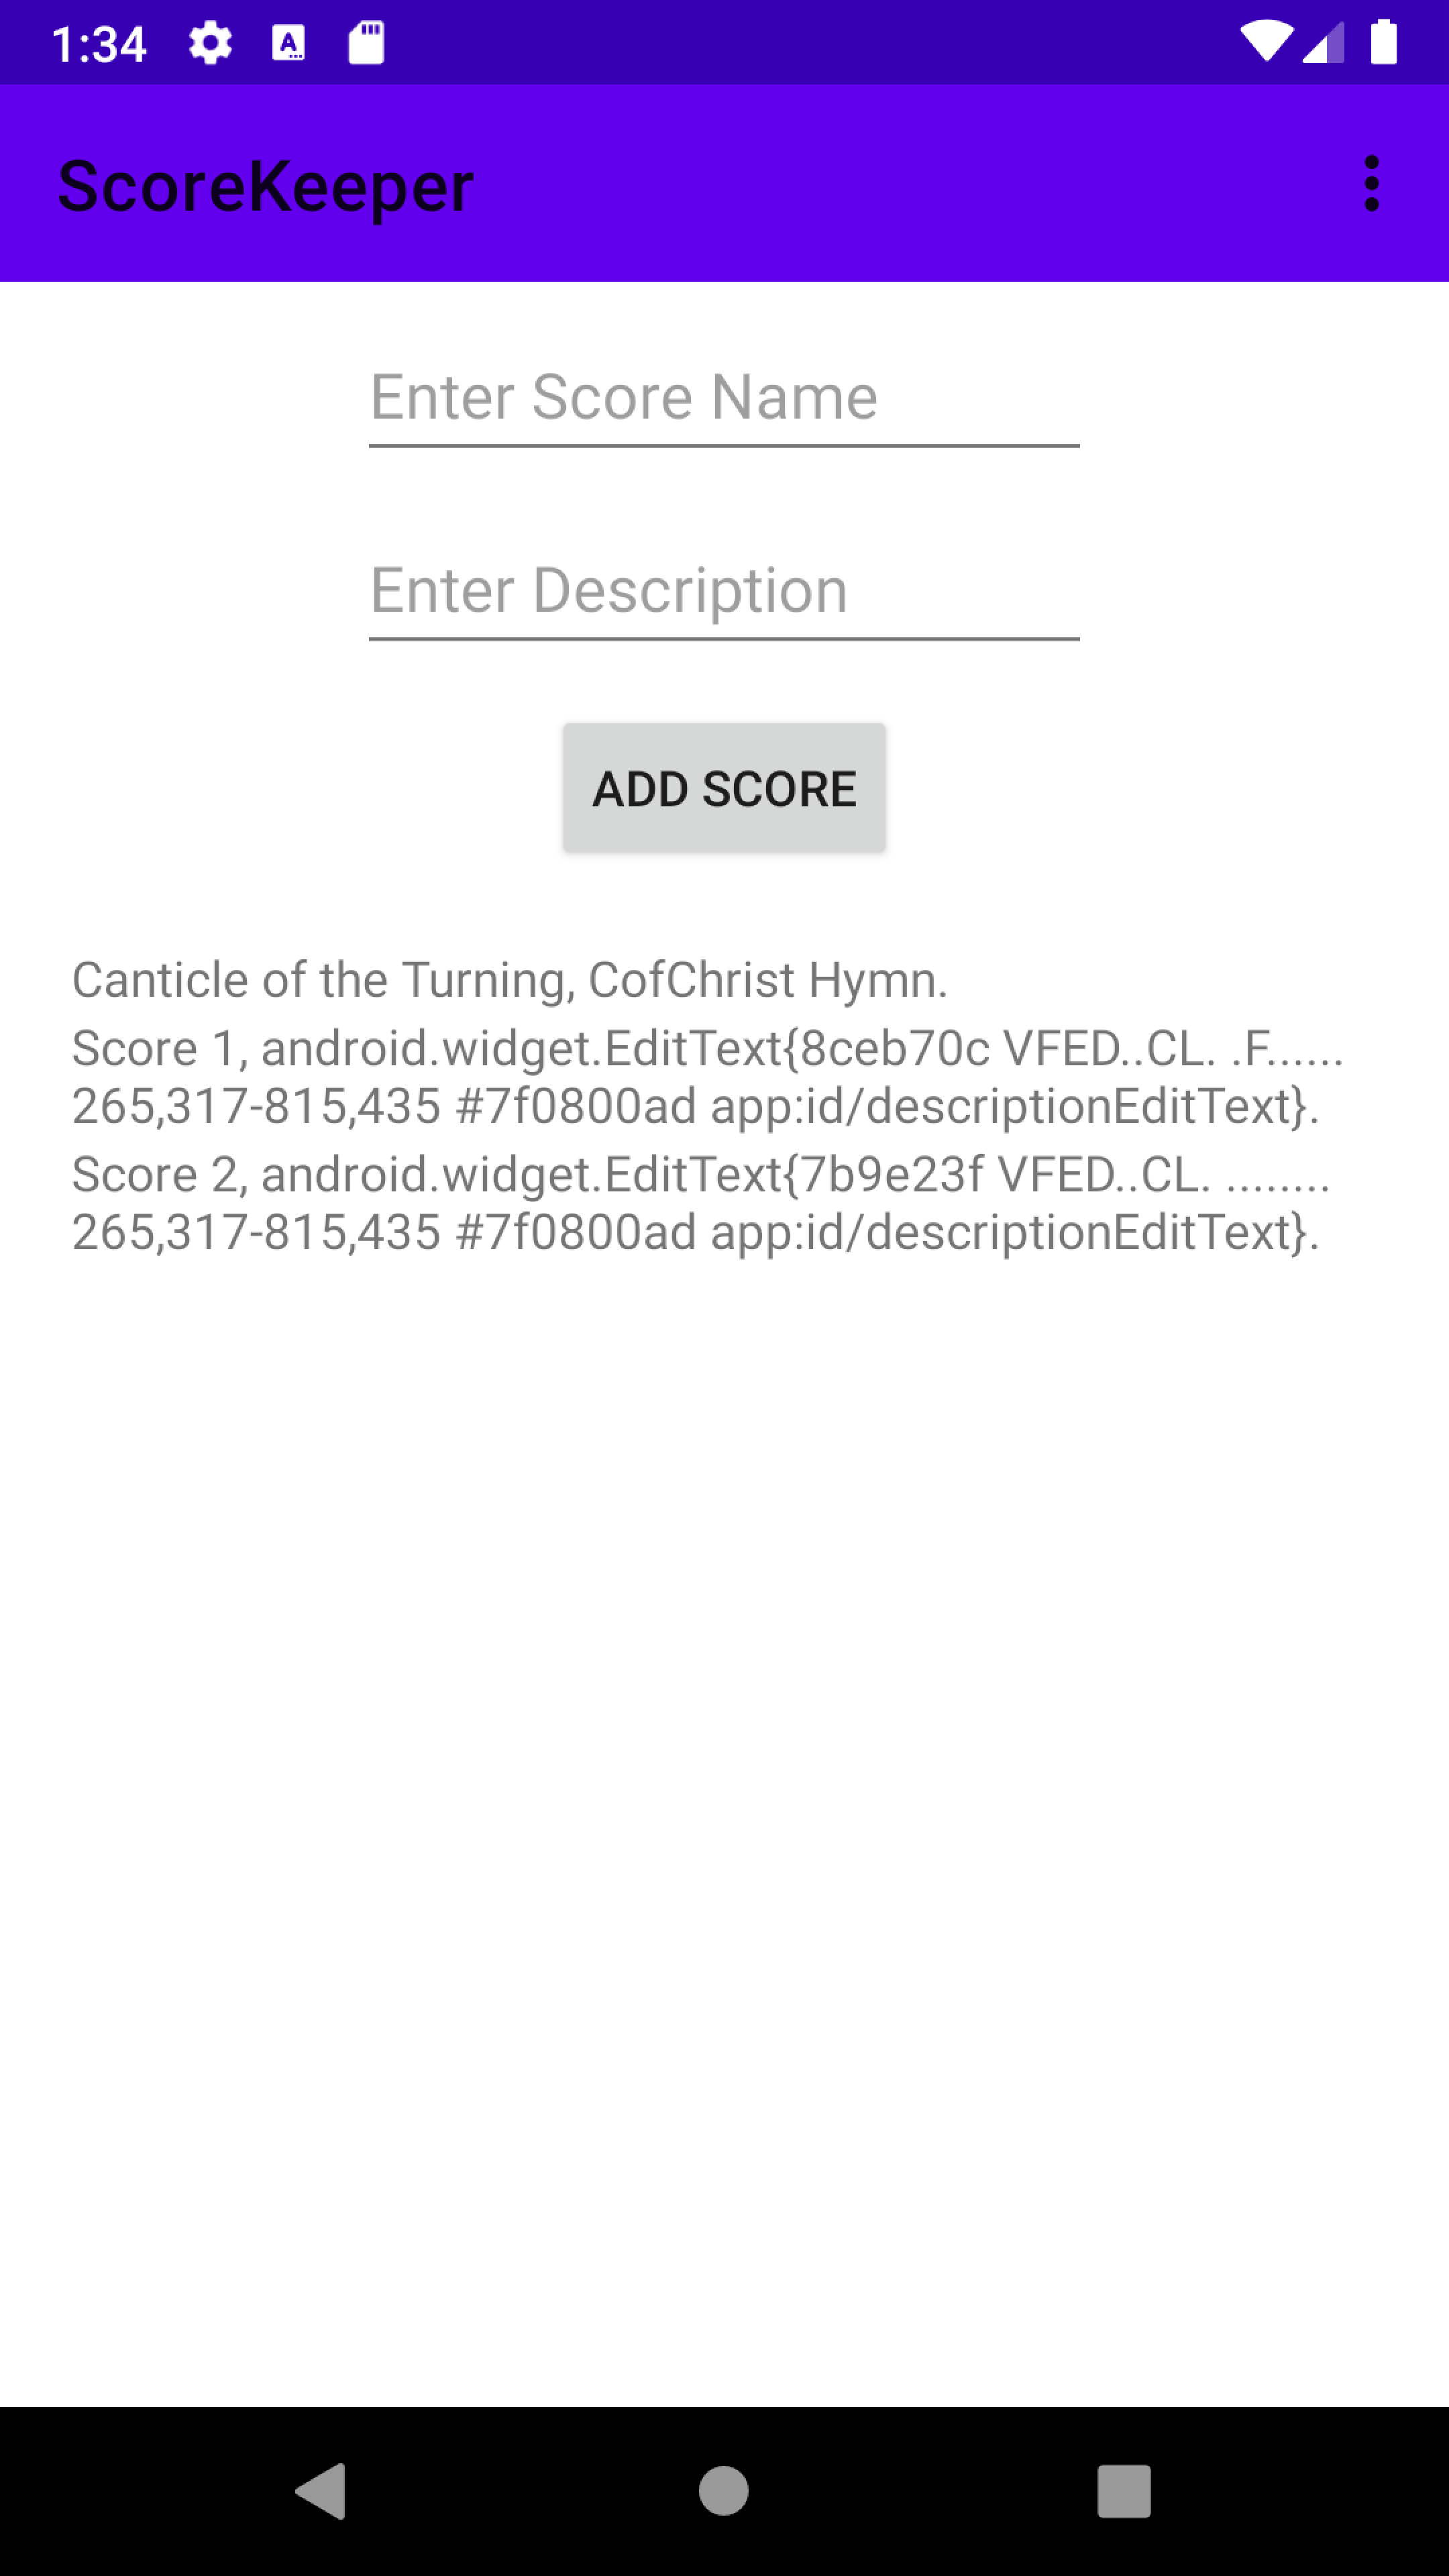 1:34
ScoreKeeper
Enter Score Name
Enter Description
ADD SCORE
Canticle of the Turning, CofChrist Hymn.
Score 1, android.widget.EditText{8ceb70c VFED..CL. .F......
265,317-815,435 #7f0800ad app:id/descriptionEditText}.
Score 2, android.widget.EditText{7b9e23f VFED..CL. ........
265,317-815,435 #7f0800ad app:id/descriptionEditText}.